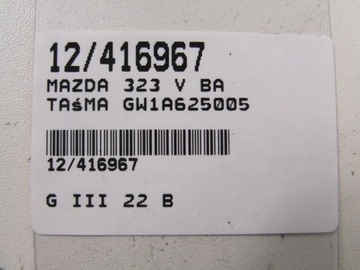 12/416967
MAZDA 323 V BA
TAśMA GW1A625005
12/416967
G III 22 B